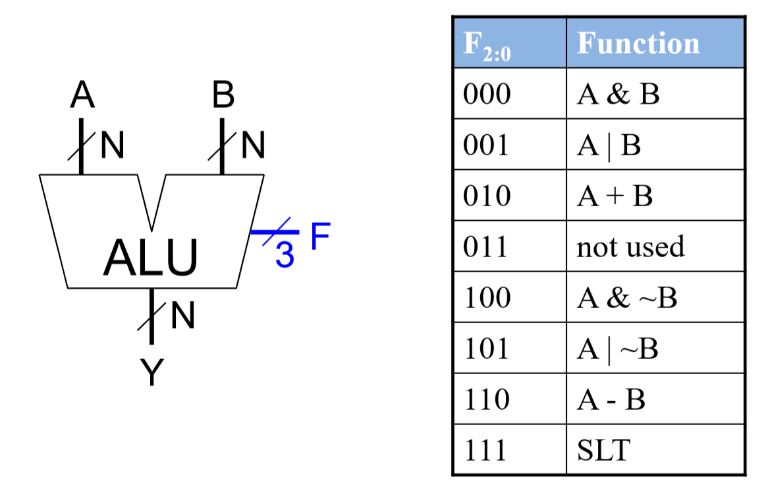 A
B
N
N
ALU
3
F
N
Y
F2:0 Function
000 A & B
001 A | B
010 A + B
011 not used
100 A & ~B
101 A | ~B
110 A - B
111 SLT